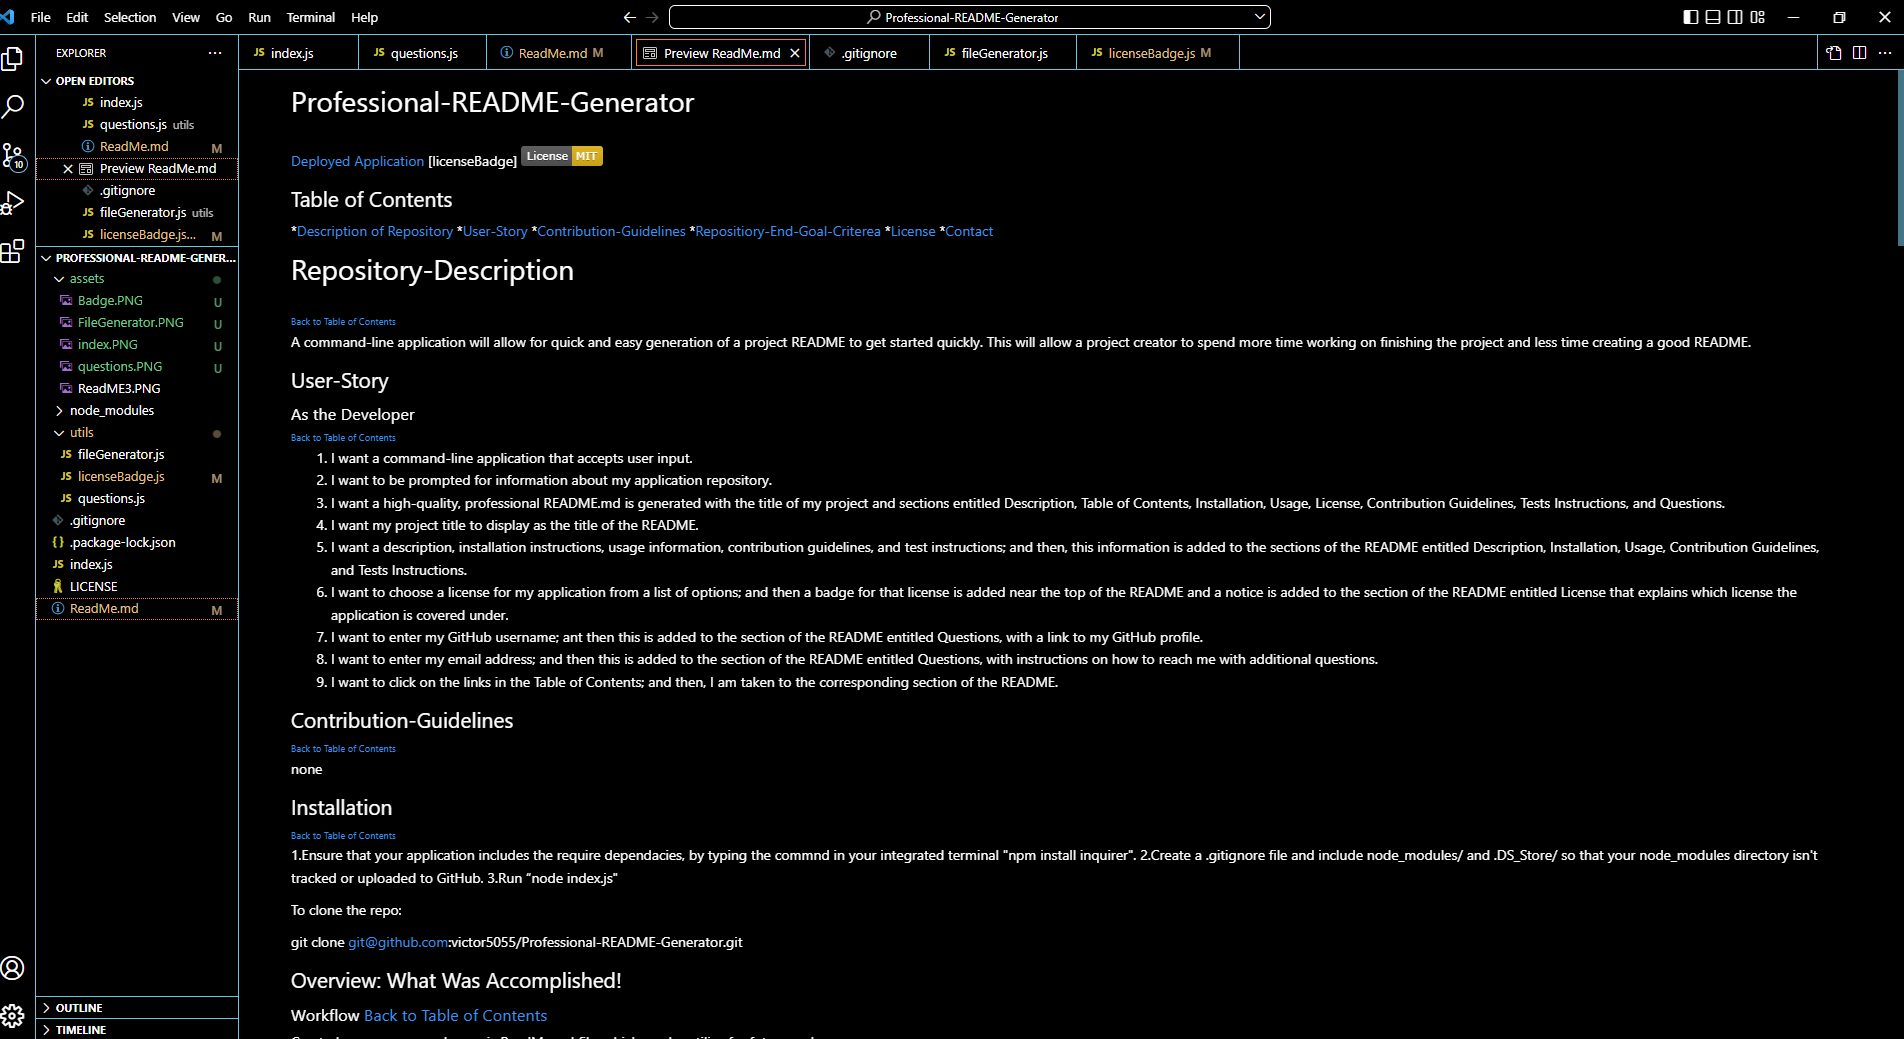 File Edit Selection View Go Run Terminal Help
Professional-README-Generator
EXPLORER
OPEN EDITORS
index.js
questions.js utils
ReadMe.md M
Preview ReadMe.md
.gitignore
fileGenerator.js utils
licenseBadge.js... M
PROFESSIONAL-README-GENER...
assets
Badge.PNG U
FileGenerator.PNG U
index.PNG U
questions.PNG U
ReadME3.PNG
node_modules
utils
fileGenerator.js
licenseBadge.js M
questions.js
.gitignore
.package-lock.json
index.js
LICENSE
ReadMe.md M
OUTLINE
TIMELINE
10
JS index.js JS questions.js ReadMe.md M Preview ReadMe.md .gitignore JS fileGenerator.js JS licenseBadge.js M
Professional-README-Generator
Deployed Application [licenseBadge] License MIT
Table of Contents
*Description of Repository *User-Story *Contribution-Guidelines *Repositiory-End-Goal-Criterea *License *Contact
Repository-Description
Back to Table of Contents
A command-line application will allow for quick and easy generation of a project README to get started quickly. This will allow a project creator to spend more time working on finishing the project and less time creating a good README.
User-Story
As the Developer
Back to Table of Contents
1. I want a command-line application that accepts user input.
2. I want to be prompted for information about my application repository.
3. I want a high-quality, professional README.md is generated with the title of my project and sections entitled Description, Table of Contents, Installation, Usage, License, Contribution Guidelines, Tests Instructions, and Questions.
4. I want my project title to display as the title of the README.
5. I want a description, installation instructions, usage information, contribution guidelines, and test instructions; and then, this information is added to the sections of the README entitled Description, Installation, Usage, Contribution Guidelines,
and Tests Instructions.
6. I want to choose a license for my application from a list of options; and then a badge for that license is added near the top of the README and a notice is added to the section of the README entitled License that explains which license the
application is covered under.
7. I want to enter my GitHub username; ant then this is added to the section of the README entitled Questions, with a link to my GitHub profile.
8. I want to enter my email address; and then this is added to the section of the README entitled Questions, with instructions on how to reach me with additional questions.
9. I want to click on the links in the Table of Contents; and then, I am taken to the corresponding section of the README.
Contribution-Guidelines
Back to Table of Contents
none
Installation
Back to Table of Contents
1.Ensure that your application includes the require dependacies, by typing the commnd in your integrated terminal "npm install inquirer". 2.Create a .gitignore file and include node_modules/ and .DS_Store/ so that your node_modules directory isn't
tracked or uploaded to GitHub. 3.Run “node index.js"
To clone the repo:
git clone git@github.com:victor5055/Professional-README-Generator.git
Overview: What Was Accomplished!
Workflow Back to Table of Contents